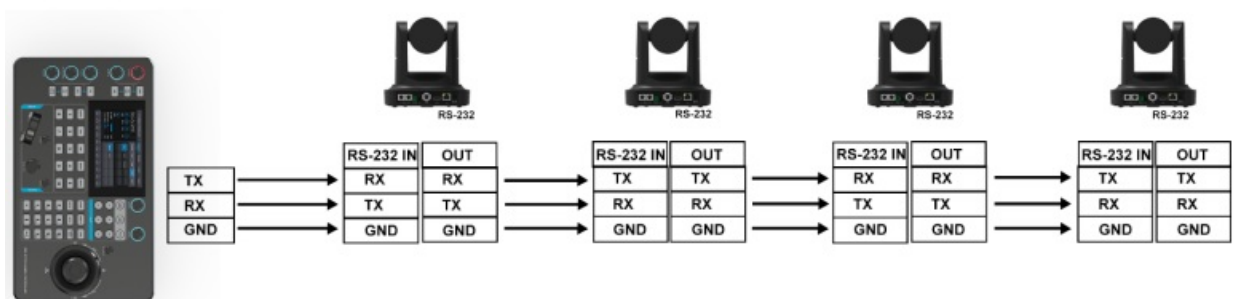 RS-232 RS-232 RS-232 RS-232
RS-232 IN OUT RS-232 IN OUT RS-232 IN OUT RS-232 IN OUT
TX RX RX TX TX RX RX TX TX
RX TX TX RX RX TX TX RX RX
GND GND GND GND GND GND GND GND GND